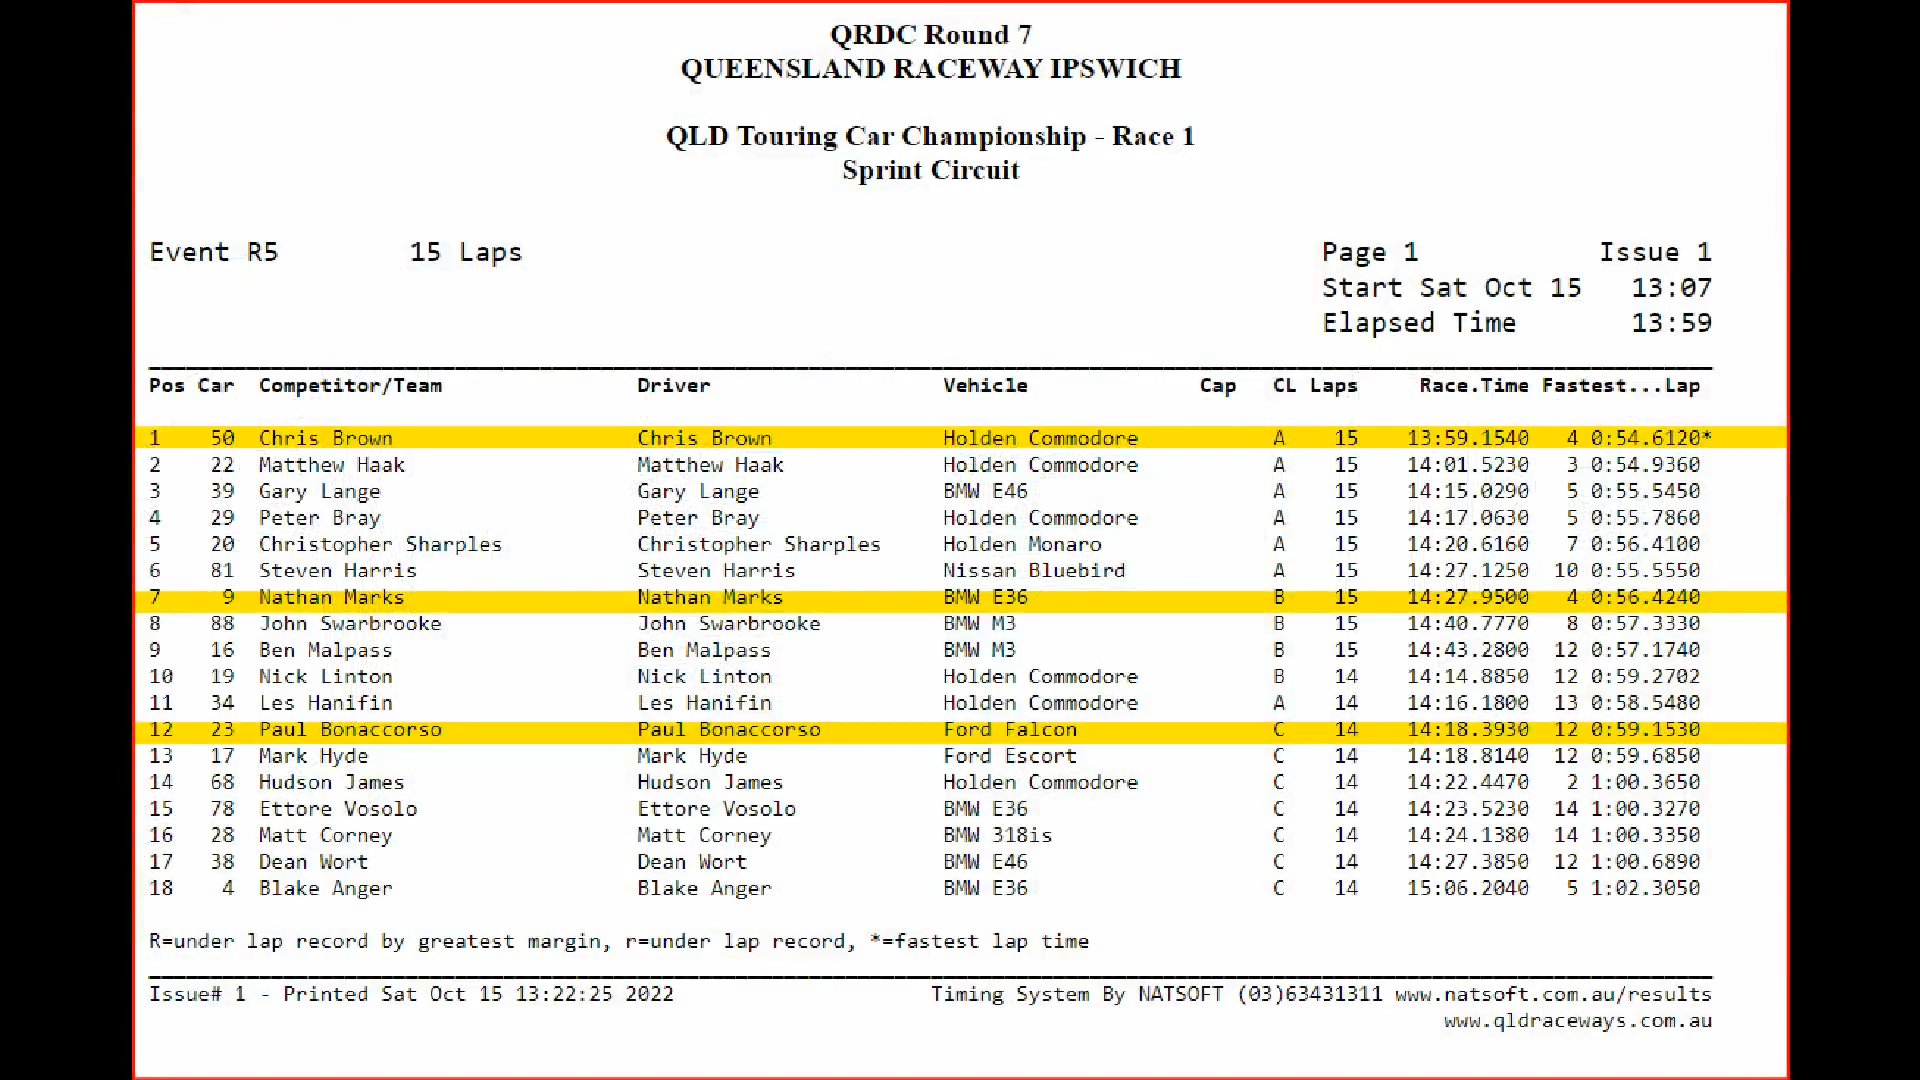 QRDC Round 7
QUEENSLAND RACEWAY IPSWICH
QLD Touring Car Championship - Race 1
Sprint Circuit
Event R5 15 Laps Page 1 Issue 1
Start Sat Oct 15 13:07
Elapsed Time 13:59
Pos Car Competitor/Team Driver Vehicle Cap CL Laps Race.Time Fastest...Lap
1 50 Chris Brown Chris Brown Holden Commodore A 15 13:59.1540 4 0:54.6120*
2 22 Matthew Haak Matthew Haak Holden Commodore A 15 14:01.5230 3 0:54.9360
3 39 Gary Lange Gary Lange BMW E46 A 15 14:15.0290 5 0:55.5450
4 29 Peter Bray Peter Bray Holden Commodore A 15 14:17.0630 5 0:55.7860
5 20 Christopher Sharples Christopher Sharples Holden Monaro A 15 14:20.6160 7 0:56.4100
6 81 Steven Harris Steven Harris Nissan Bluebird A 15 14:27.1250 10 0:55.5550
7 9 Nathan Marks Nathan Marks BMW E36 B 15 14:27.9500 4 0:56.4240
8 88 John Swarbrooke John Swarbrooke BMW M3 B 15 14:40.7770 8 0:57.3330
9 16 Ben Malpass Ben Malpass BMW M3 B 15 14:43.2800 12 0:57.1740
10 19 Nick Linton Nick Linton Holden Commodore B 14 14:14.8850 12 0:59.2702
11 34 Les Hanifin Les Hanifin Holden Commodore A 14 14:16.1800 13 0:58.5480
12 23 Paul Bonaccorso Paul Bonaccorso Ford Falcon C 14 14:18.3930 12 0:59.1530
13 17 Mark Hyde Mark Hyde Ford Escort C 14 14:18.8140 12 0:59.6850
14 68 Hudson James Hudson James Holden Commodore C 14 14:22.4470 2 1:00.3650
15 78 Ettore Vosolo Ettore Vosolo BMW E36 C 14 14:23.5230 14 1:00.3270
16 28 Matt Corney Matt Corney BMW 318is C 14 14:24.1380 14 1:00.3350
17 38 Dean Wort Dean Wort BMW E46 C 14 14:27.3850 12 1:00.6890
18 4 Blake Anger Blake Anger BMW E36 C 14 15:06.2040 5 1:02.3050
R=under lap record by greatest margin, r=under lap record, *=fastest lap time
Issue# 1 - Printed Sat Oct 15 13:22:25 2022 Timing System By NATSOFT (03)63431311 www.natsoft.com.au/results
www.qldraceways.com.au